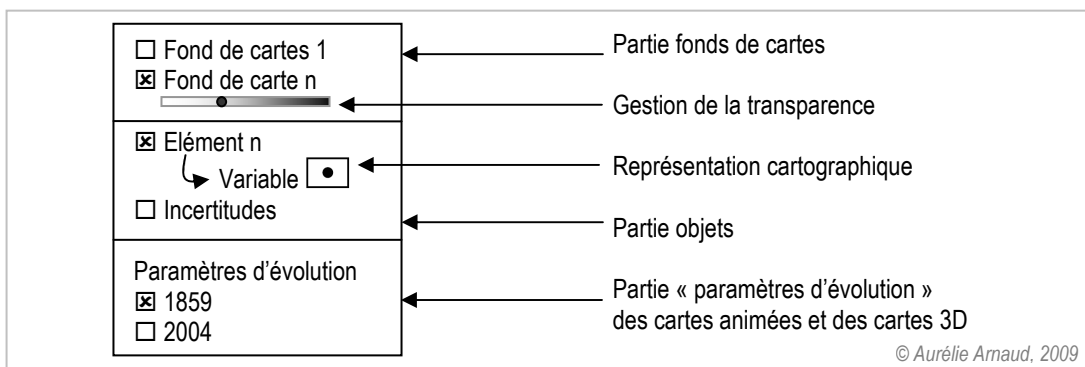 Fond de cartes 1
Fond de carte n
Elément n
Variable
Incertitudes
Paramètres d’évolution
1859
2004
Partie fonds de cartes
Gestion de la transparence
Représentation cartographique
Partie objets
Partie « paramètres d’évolution »
des cartes animées et des cartes 3D
© Aurélie Arnaud, 2009